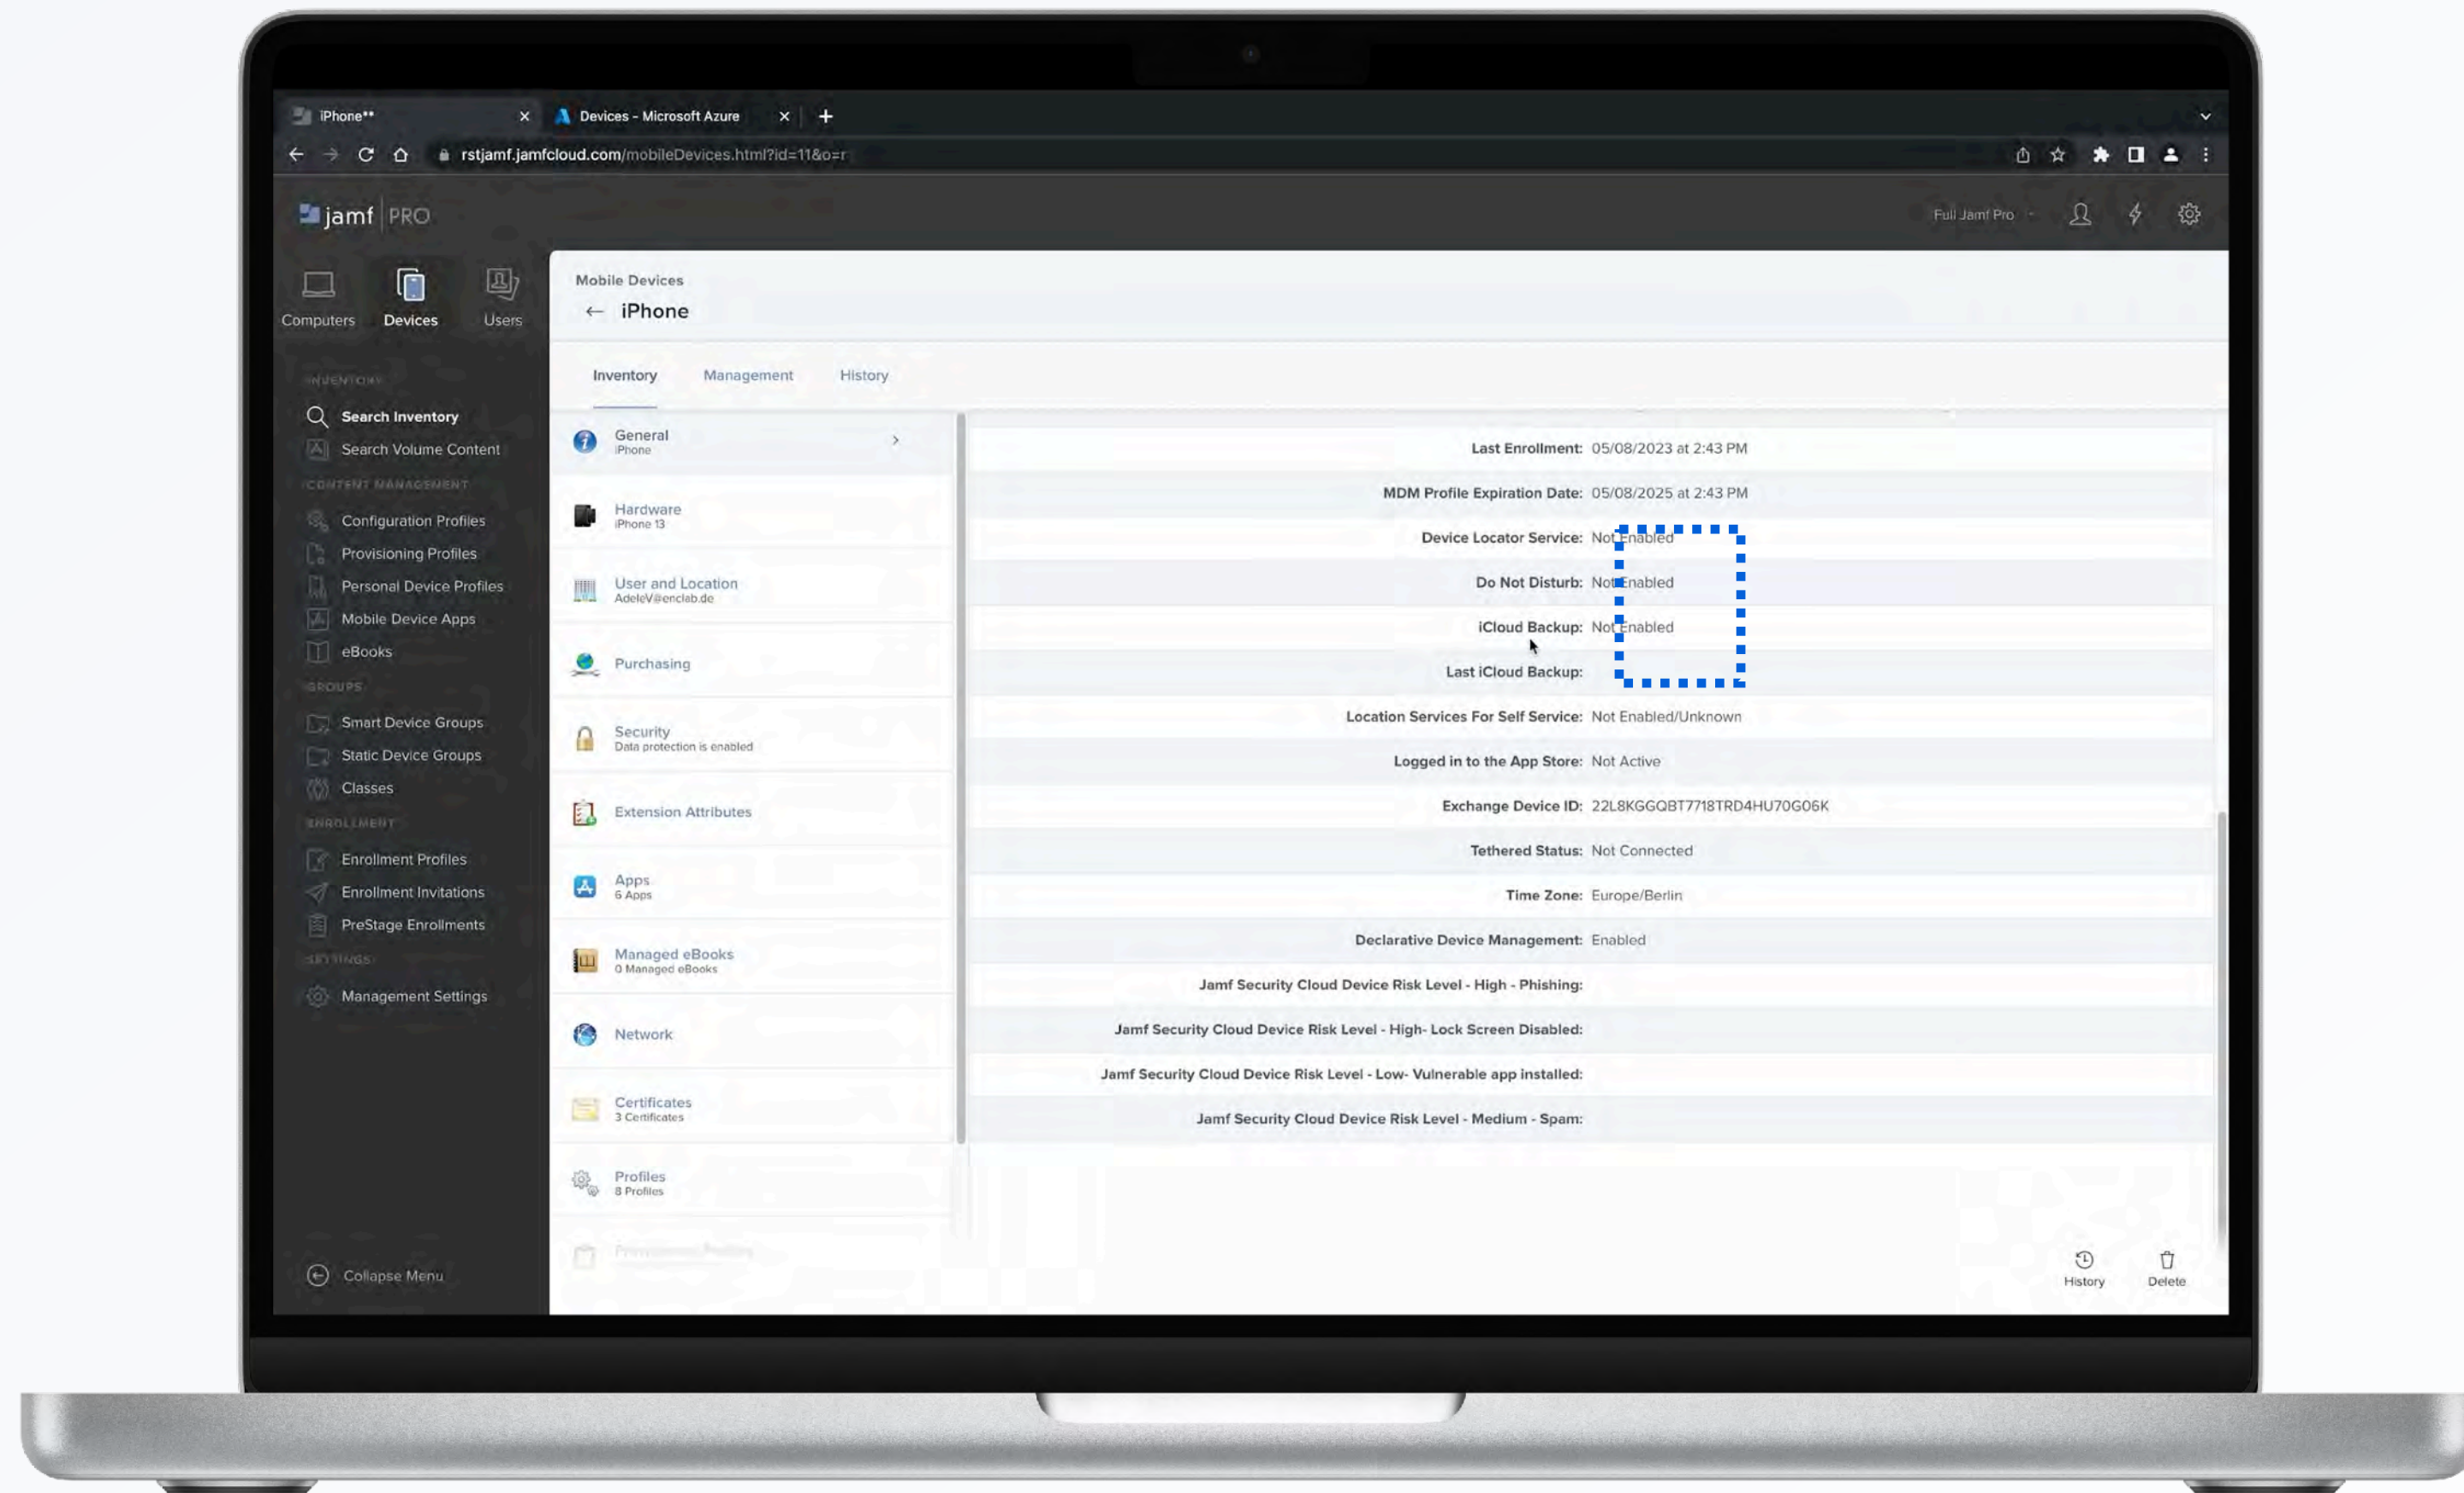 iPhone**
Devices - Microsoft Azure
rstjamf.jamfcloud.com/mobileDevices.html?id=11&o=r
jamf PRO
Full Jamf Pro
Computers
Devices
Users
INVENTORY
Search Inventory
Search Volume Content
CONTENT MANAGEMENT
Configuration Profiles
Provisioning Profiles
Personal Device Profiles
Mobile Device Apps
eBooks
GROUPS
Smart Device Groups
Static Device Groups
Classes
ENROLLMENT
Enrollment Profiles
Enrollment Invitations
PreStage Enrollments
SETTINGS
Management Settings
Collapse Menu
Mobile Devices
← iPhone
Inventory
Management
History
General
iPhone
Hardware
iPhone 13
User and Location
AdeleV@enclab.de
Purchasing
Security
Data protection is enabled
Extension Attributes
Apps
6 Apps
Managed eBooks
0 Managed eBooks
Network
Certificates
3 Certificates
Profiles
8 Profiles
Last Enrollment: 05/08/2023 at 2:43 PM
MDM Profile Expiration Date: 05/08/2025 at 2:43 PM
Device Locator Service: Not Enabled
Do Not Disturb: Not Enabled
iCloud Backup: Not Enabled
Last iCloud Backup:
Location Services For Self Service: Not Enabled/Unknown
Logged in to the App Store: Not Active
Exchange Device ID: 22L8KGGQBT7718TRD4HU70G06K
Tethered Status: Not Connected
Time Zone: Europe/Berlin
Declarative Device Management: Enabled
Jamf Security Cloud Device Risk Level - High - Phishing:
Jamf Security Cloud Device Risk Level - High- Lock Screen Disabled:
Jamf Security Cloud Device Risk Level - Low- Vulnerable app installed:
Jamf Security Cloud Device Risk Level - Medium - Spam:
History
Delete